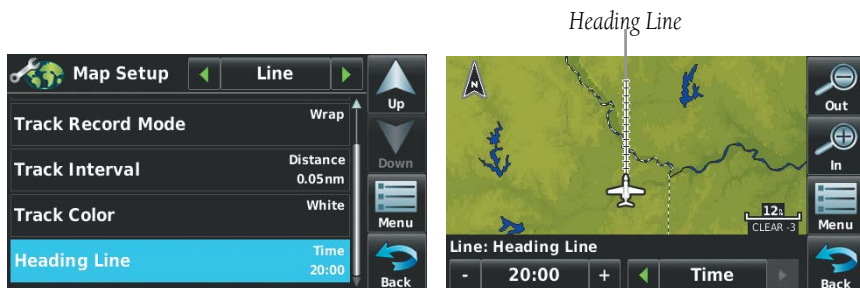 Heading Line
Map Setup
Line
Track Record Mode
Wrap
Track Interval
Distance
0.05nm
Track Color
White
Heading Line
Time
20:00
Up
Down
Menu
Back
N
12
CLEAR -3
Line: Heading Line
- 20:00 +
Time
Out
In
Menu
Back